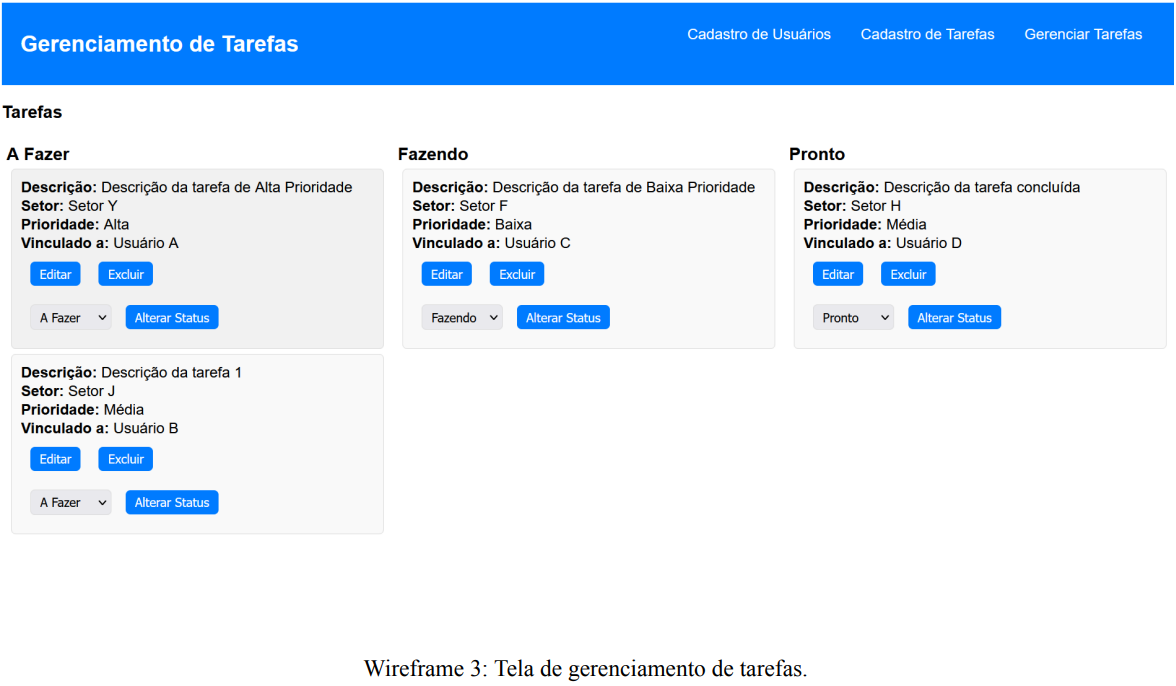 Gerenciamento de Tarefas
Cadastro de Usuários
Cadastro de Tarefas
Gerenciar Tarefas
Tarefas
A Fazer
Descrição: Descrição da tarefa de Alta Prioridade
Setor: Setor Y
Prioridade: Alta
Vinculado a: Usuário A
Editar
Excluir
A Fazer
Alterar Status
Descrição: Descrição da tarefa 1
Setor: Setor J
Prioridade: Média
Vinculado a: Usuário B
Editar
Excluir
A Fazer
Alterar Status
Fazendo
Descrição: Descrição da tarefa de Baixa Prioridade
Setor: Setor F
Prioridade: Baixa
Vinculado a: Usuário C
Editar
Excluir
Fazendo
Alterar Status
Pronto
Descrição: Descrição da tarefa concluída
Setor: Setor H
Prioridade: Média
Vinculado a: Usuário D
Editar
Excluir
Pronto
Alterar Status
Wireframe 3: Tela de gerenciamento de tarefas.